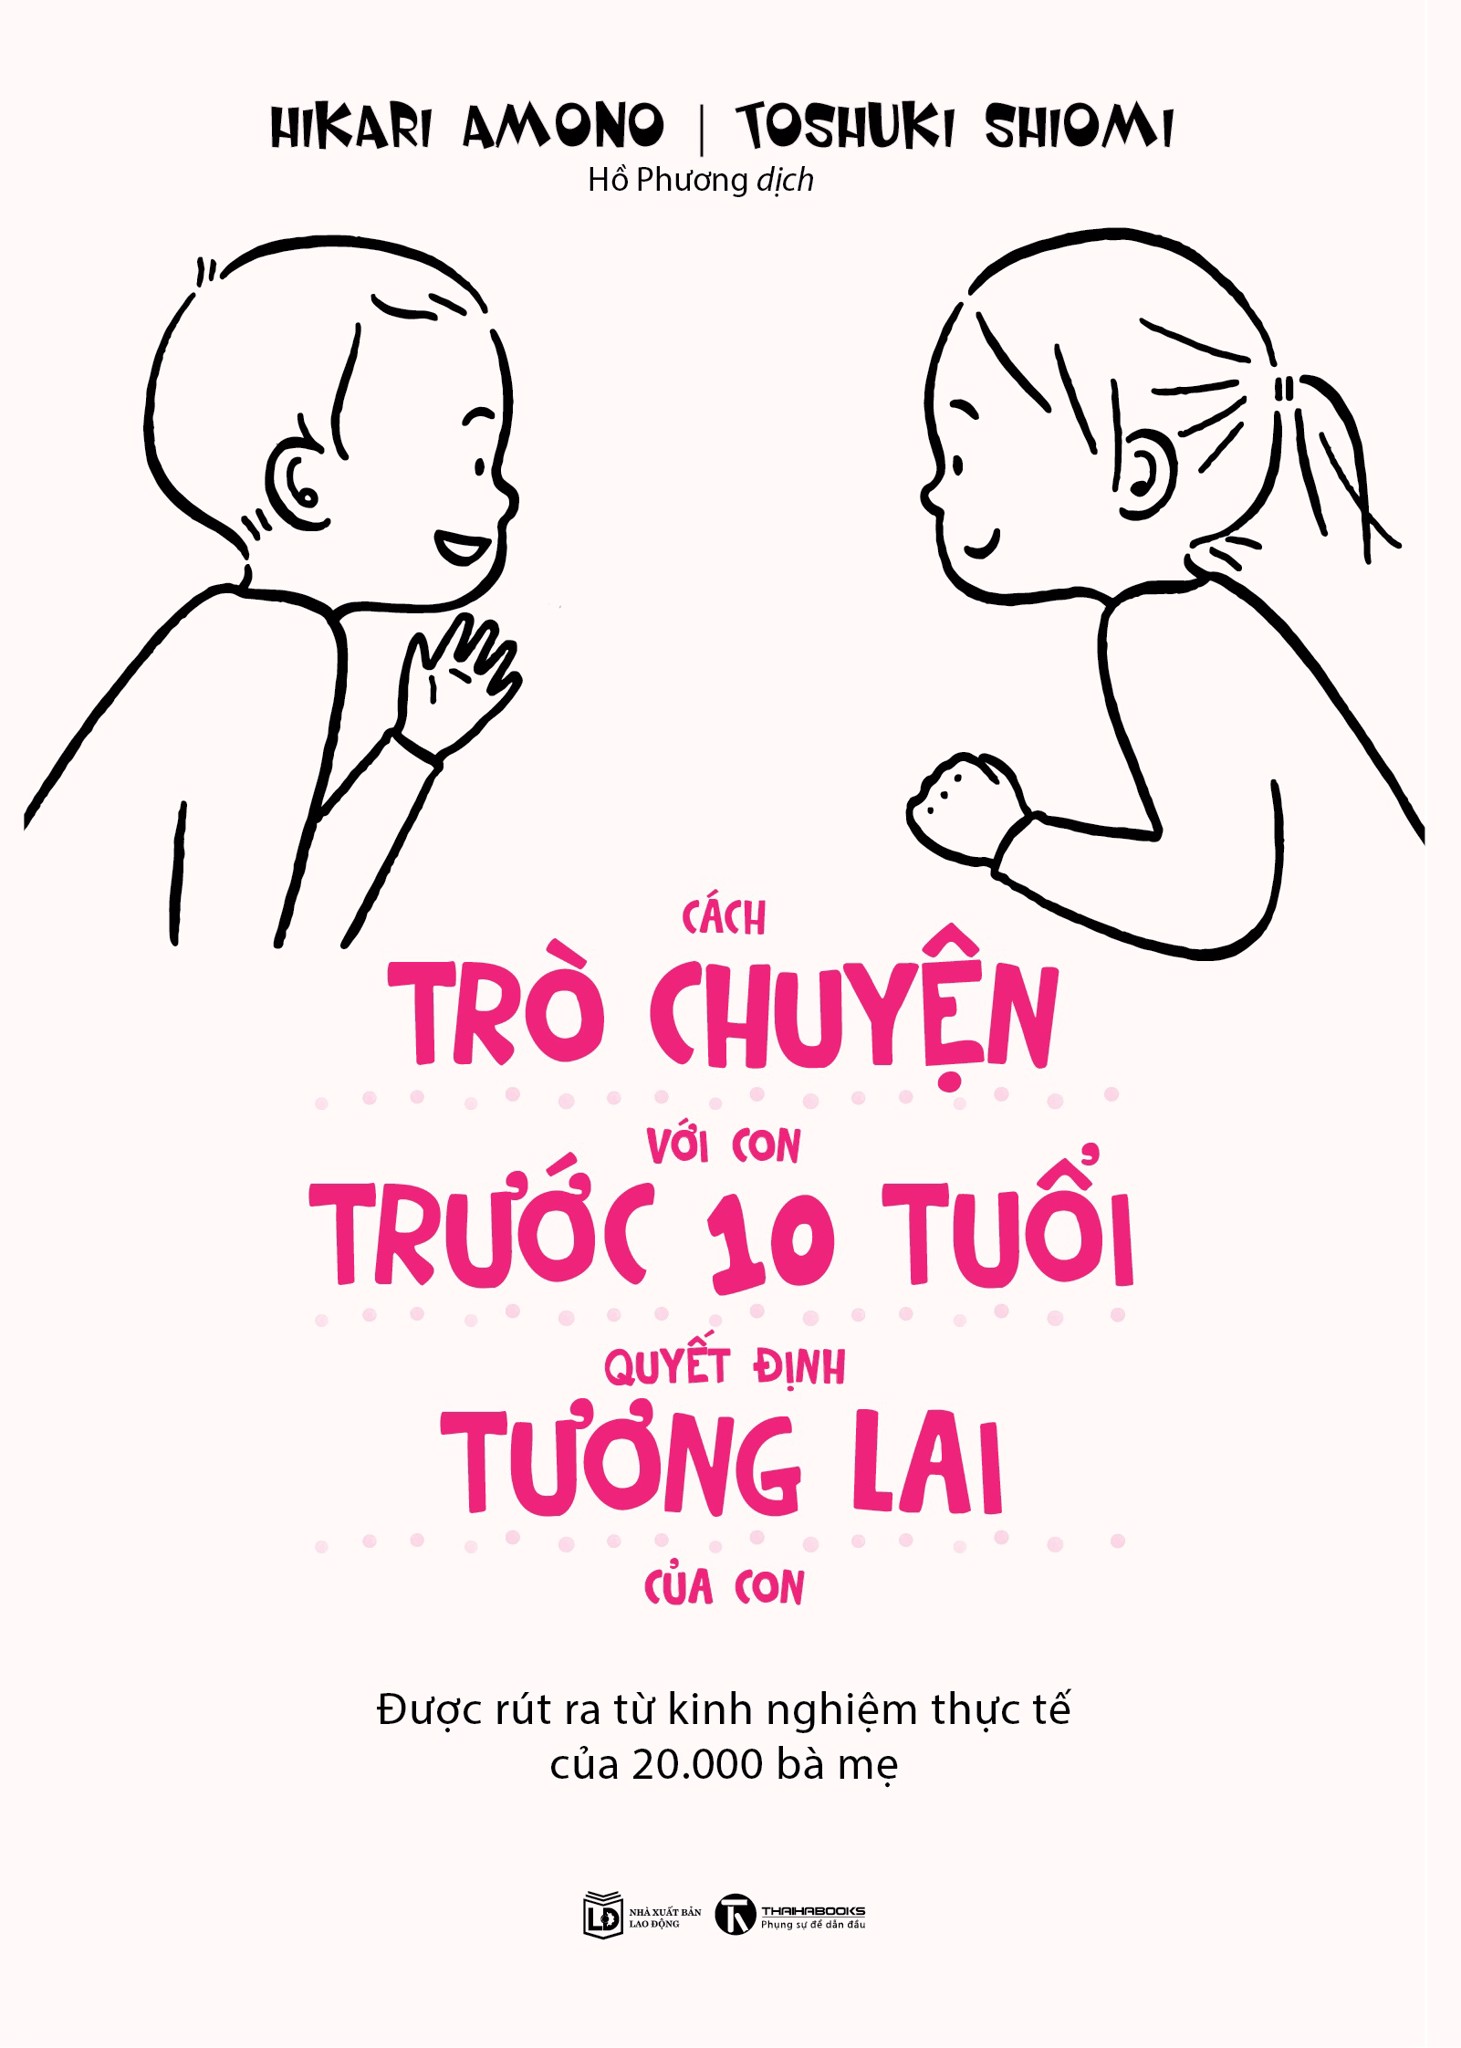 HIKARI AMONO | TOSHUKI SHIOMI
Hồ Phương dịch
CÁCH
TRÒ CHUYỆN
VỚI CON
TRƯỚC 10 TUỔI
QUYẾT ĐỊNH
TƯƠNG LAI
CỦA CON
Được rút ra từ kinh nghiệm thực tế
của 20.000 bà mẹ
LĐ
NHÀ XUẤT BẢN
LAO ĐỘNG
THAIHABOOKS
Phụng sự để dẫn đầu